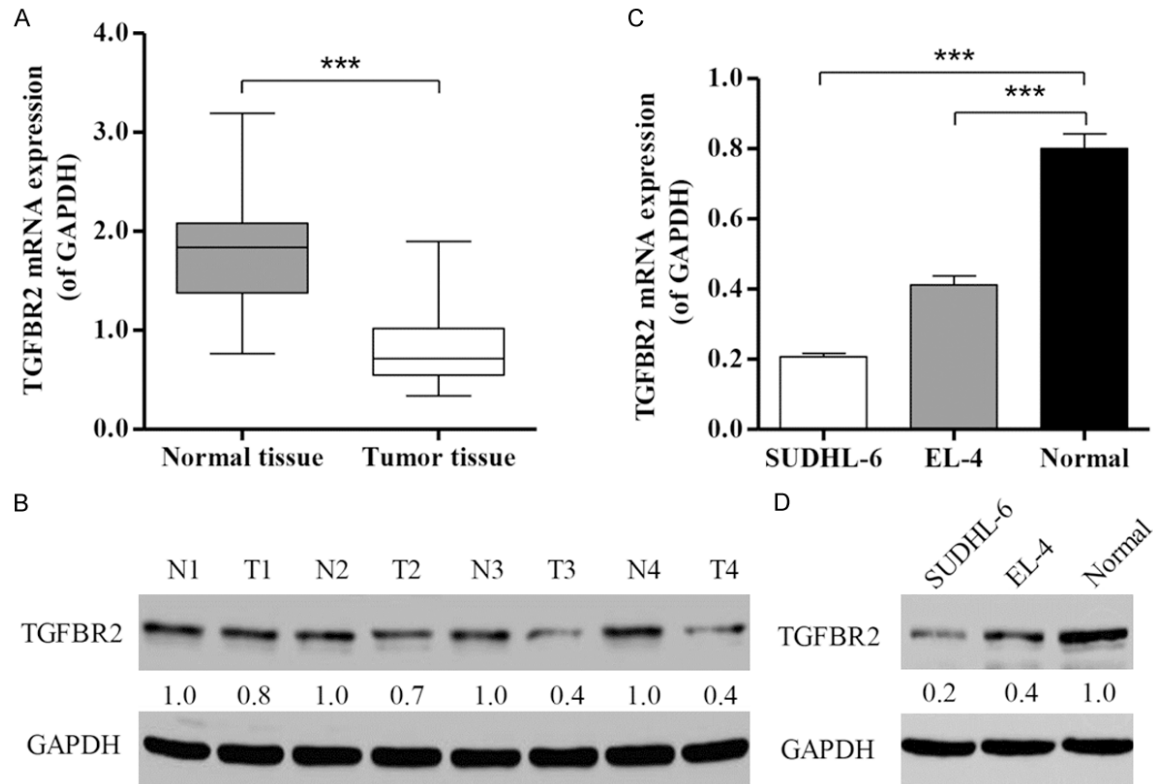 A
TGFBR2 mRNA expression
(of GAPDH)
4.0
3.0
2.0
1.0
0.0
***
Normal tissue Tumor tissue
C
TGFBR2 mRNA expression
(of GAPDH)
1.0
0.8
0.6
0.4
0.2
0.0
***
***
SUDHL-6 EL-4 Normal
B
N1 T1 N2 T2 N3 T3 N4 T4
TGFBR2
1.0 0.8 1.0 0.7 1.0 0.4 1.0 0.4
GAPDH
D
SUDHL-6 EL-4 Normal
TGFBR2
0.2 0.4 1.0
GAPDH